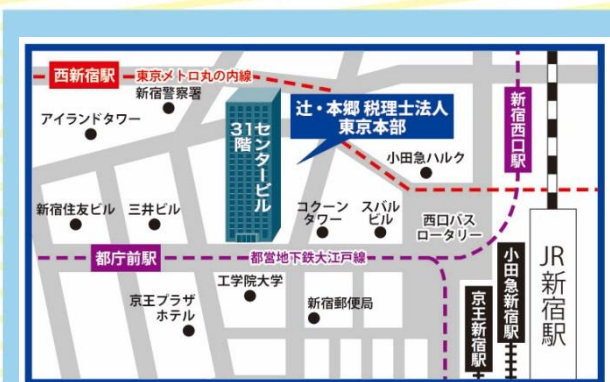 西新宿駅
東京メトロ丸の内線
新宿警察署
アイランドタワー
センタービル
31階
辻・本郷 税理士法人
東京本部
小田急ハルク
新宿西口駅
新宿住友ビル
三井ビル
コクーン
タワー
スバル
ビル
西口バス
ロータリー
都庁前駅
都営地下鉄大江戸線
工学院大学
京王プラザ
ホテル
新宿郵便局
京王新宿駅
小田急新宿駅
JR新宿駅